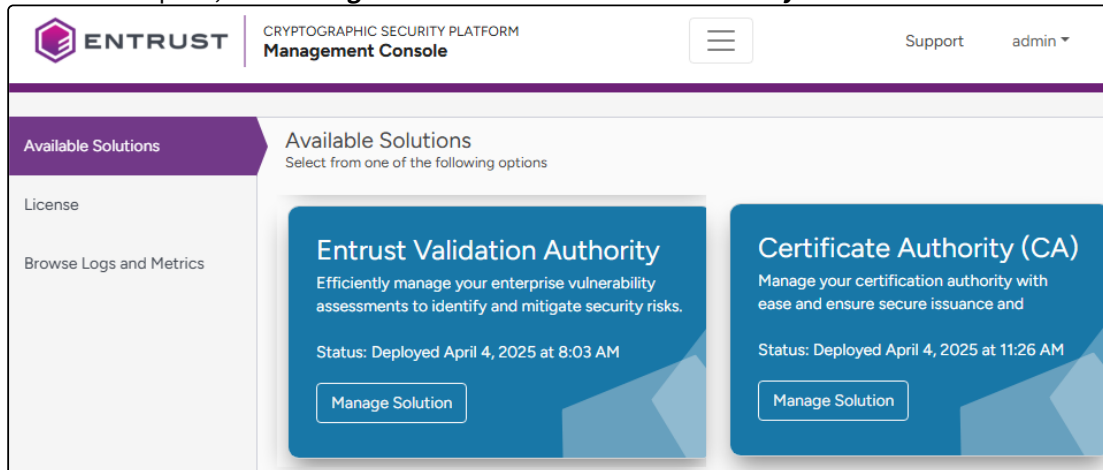 ENTRUST
CRYPTOGRAPHIC SECURITY PLATFORM
Management Console
Support
admin
Available Solutions
License
Browse Logs and Metrics
Available Solutions
Select from one of the following options
Entrust Validation Authority
Efficiently manage your enterprise vulnerability
assessments to identify and mitigate security risks.
Status: Deployed April 4, 2025 at 8:03 AM
Manage Solution
Certificate Authority (CA)
Manage your certification authority with
ease and ensure secure issuance and
Status: Deployed April 4, 2025 at 11:26 AM
Manage Solution